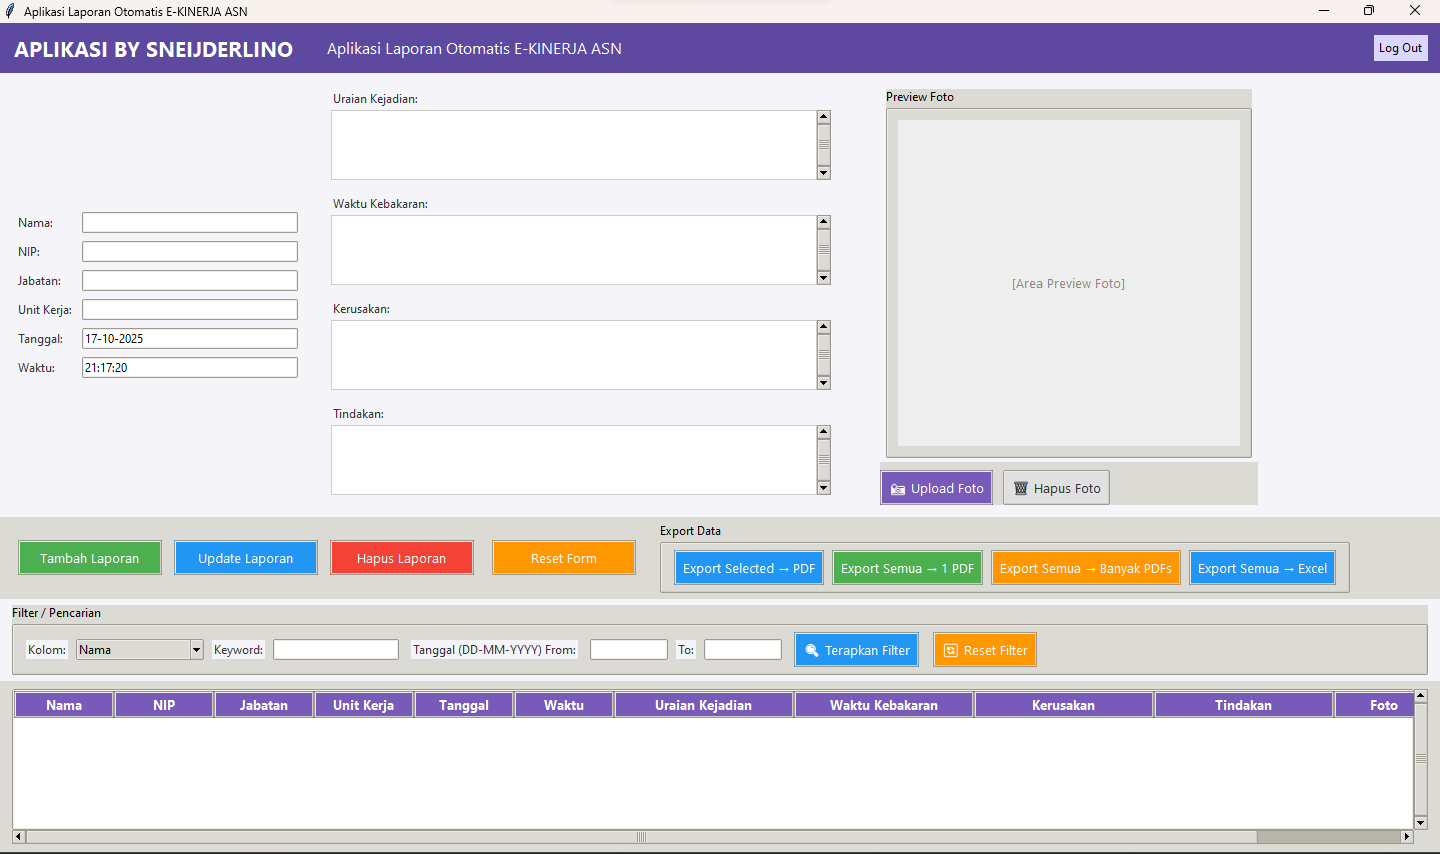 Aplikasi Laporan Otomatis E-KINERJA ASN
APLIKASI BY SNEIJDERLINO
Aplikasi Laporan Otomatis E-KINERJA ASN
Log Out
Nama:
NIP:
Jabatan:
Unit Kerja:
Tanggal: 17-10-2025
Waktu: 21:17:20
Uraian Kejadian:
Waktu Kebakaran:
Kerusakan:
Tindakan:
Preview Foto
[Area Preview Foto]
Upload Foto Hapus Foto
Tambah Laporan Update Laporan Hapus Laporan Reset Form
Export Data
Export Selected → PDF Export Semua → 1 PDF Export Semua → Banyak PDFs Export Semua → Excel
Filter / Pencarian
Kolom: Nama Keyword: Tanggal (DD-MM-YYYY) From: To: Terapkan Filter Reset Filter
Nama NIP Jabatan Unit Kerja Tanggal Waktu Uraian Kejadian Waktu Kebakaran Kerusakan Tindakan Foto